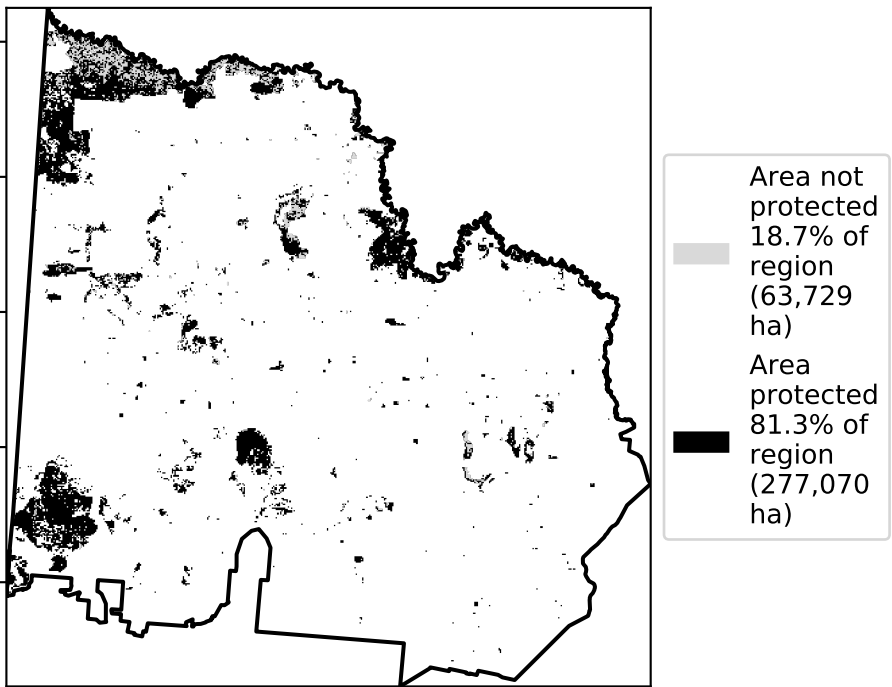 Area not
protected
18.7% of
region
(63,729
ha)
Area
protected
81.3% of
region
(277,070
ha)